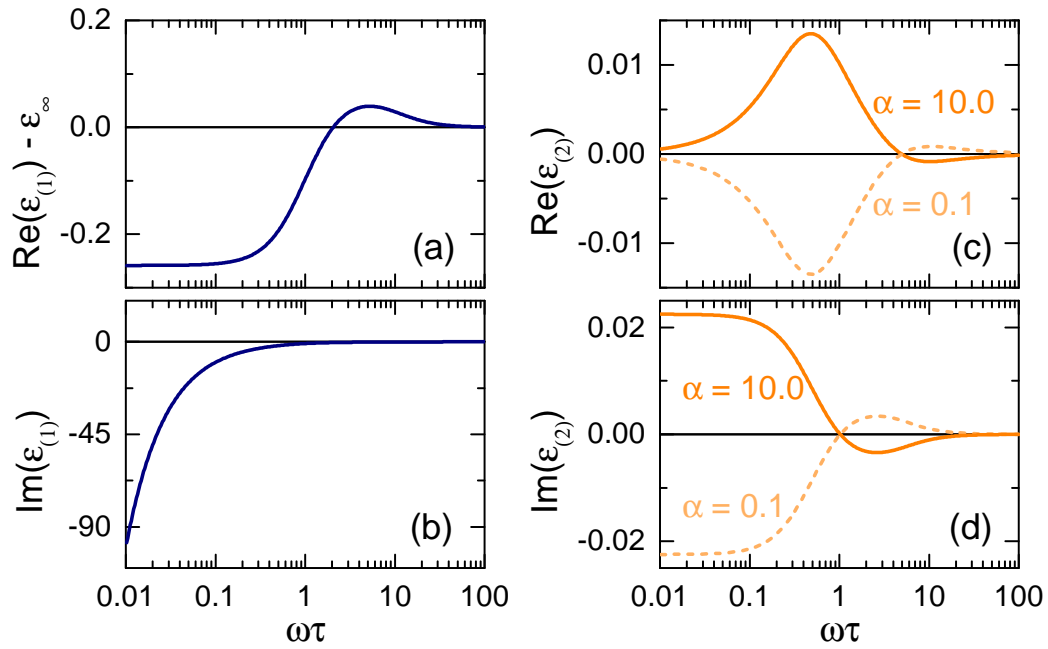 0.2
0.0
-0.2
Re(ε(1)) - ε∞
(a)
0
-45
-90
Im(ε(1))
(b)
0.01 0.1 1 10 100
ωτ
0.01
0.00
-0.01
Re(ε(2))
α = 10.0
α = 0.1
(c)
0.02
0.00
-0.02
Im(ε(2))
α = 10.0
α = 0.1
(d)
0.01 0.1 1 10 100
ωτ